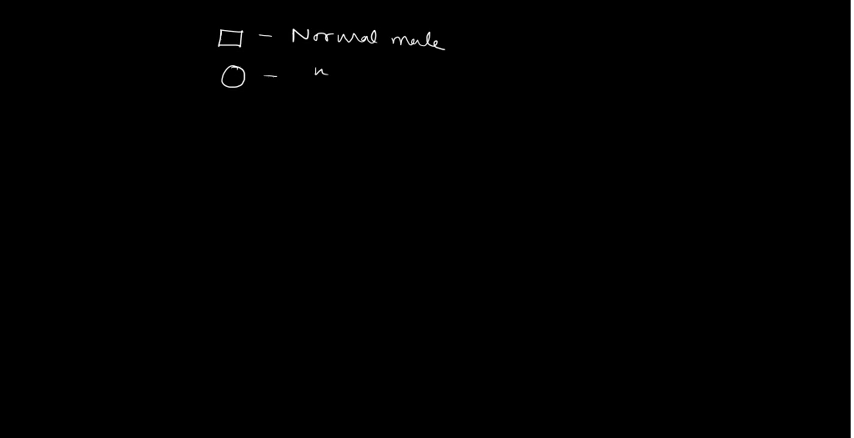 □ - Normal male
○ - "